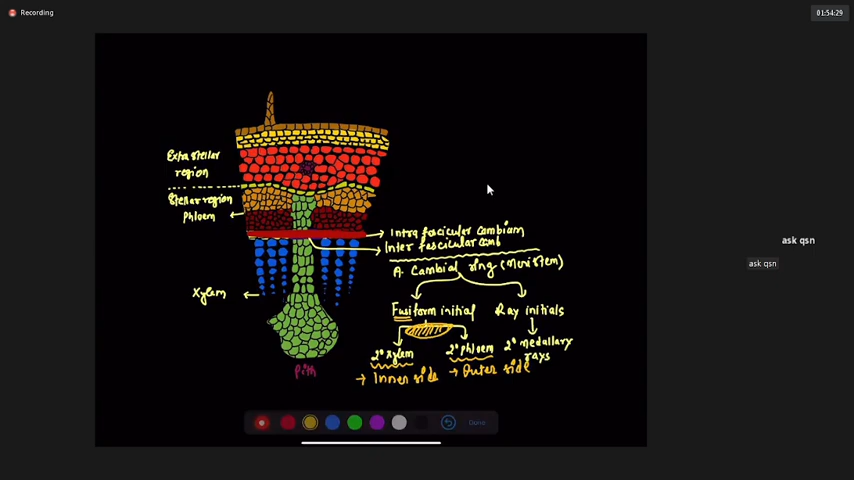 Recording
01:54:29
Extra stellar
region
Stellar region
Phloem
Intra fascicular cambium
Inter fascicular camb
A. Cambial ring (Meristem)
Xylem
Fusiform initial
Ray initials
2° xylem
2° phloem
2° medallary
rays
→ Inner side
→ Outer side
Pith
Done
ask qsn
ask qsn